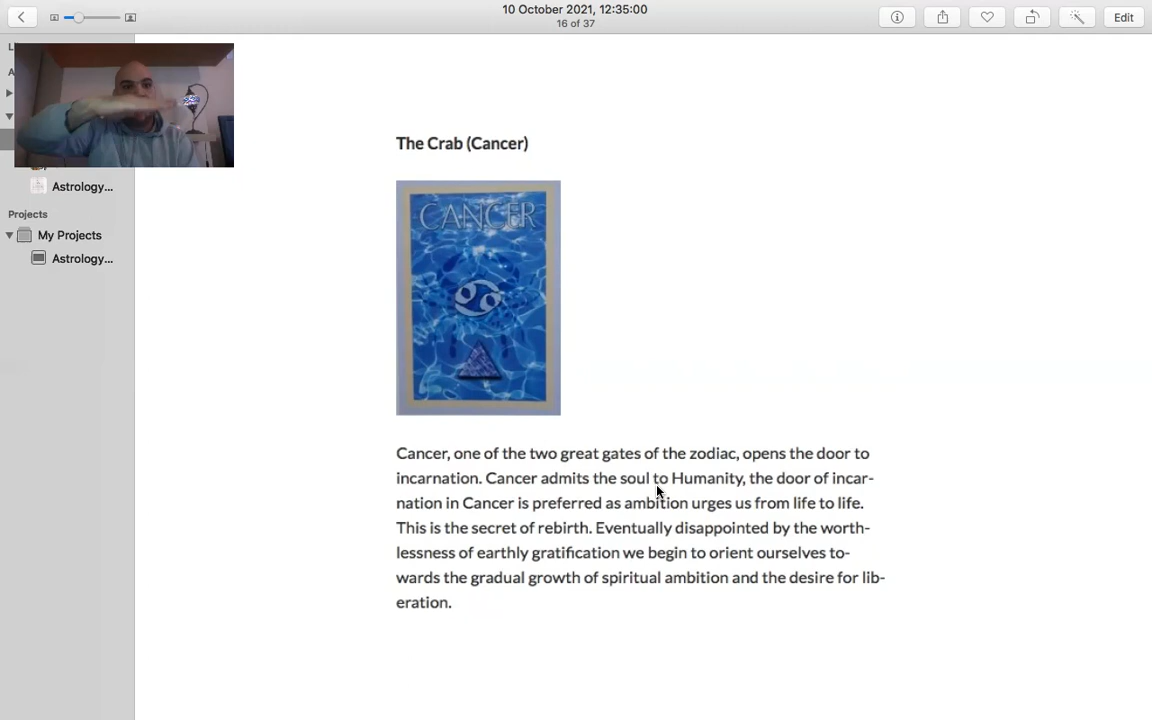 10 October 2021, 12:35:00
16 of 37
Edit
L
A
Astrology...
Projects
My Projects
Astrology...
The Crab (Cancer)
CANCER
Cancer, one of the two great gates of the zodiac, opens the door to
incarnation. Cancer admits the soul to Humanity, the door of incar-
nation in Cancer is preferred as ambition urges us from life to life.
This is the secret of rebirth. Eventually disappointed by the worth-
lessness of earthly gratification we begin to orient ourselves to-
wards the gradual growth of spiritual ambition and the desire for lib-
eration.